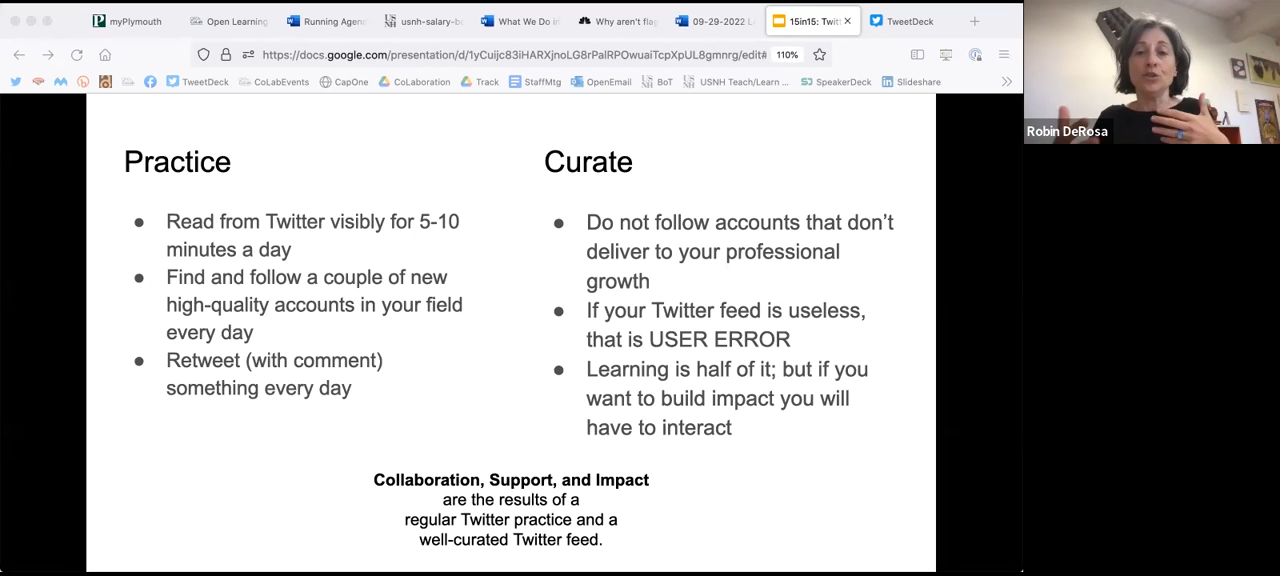 myPlymouth
Open Learning
Running Agen
usnh-salary-b
What We Do in
Why aren't flag
09-29-2022 L
15in15: Twitt
TweetDeck
https://docs.google.com/presentation/d/1yCuijc83iHARXjnoLG8rPalRPOwuaiTcpXpUL8gmnrg/edit#
110%
TweetDeck
CoLabEvents
CapOne
CoLaboration
Track
StaffMtg
OpenEmail
BoT
USNH Teach/Learn ...
SpeakerDeck
Slideshare
Robin DeRosa
Practice
● Read from Twitter visibly for 5-10
minutes a day
● Find and follow a couple of new
high-quality accounts in your field
every day
● Retweet (with comment)
something every day
Curate
● Do not follow accounts that don't
deliver to your professional
growth
● If your Twitter feed is useless,
that is USER ERROR
● Learning is half of it; but if you
want to build impact you will
have to interact
Collaboration, Support, and Impact
are the results of a
regular Twitter practice and a
well-curated Twitter feed.